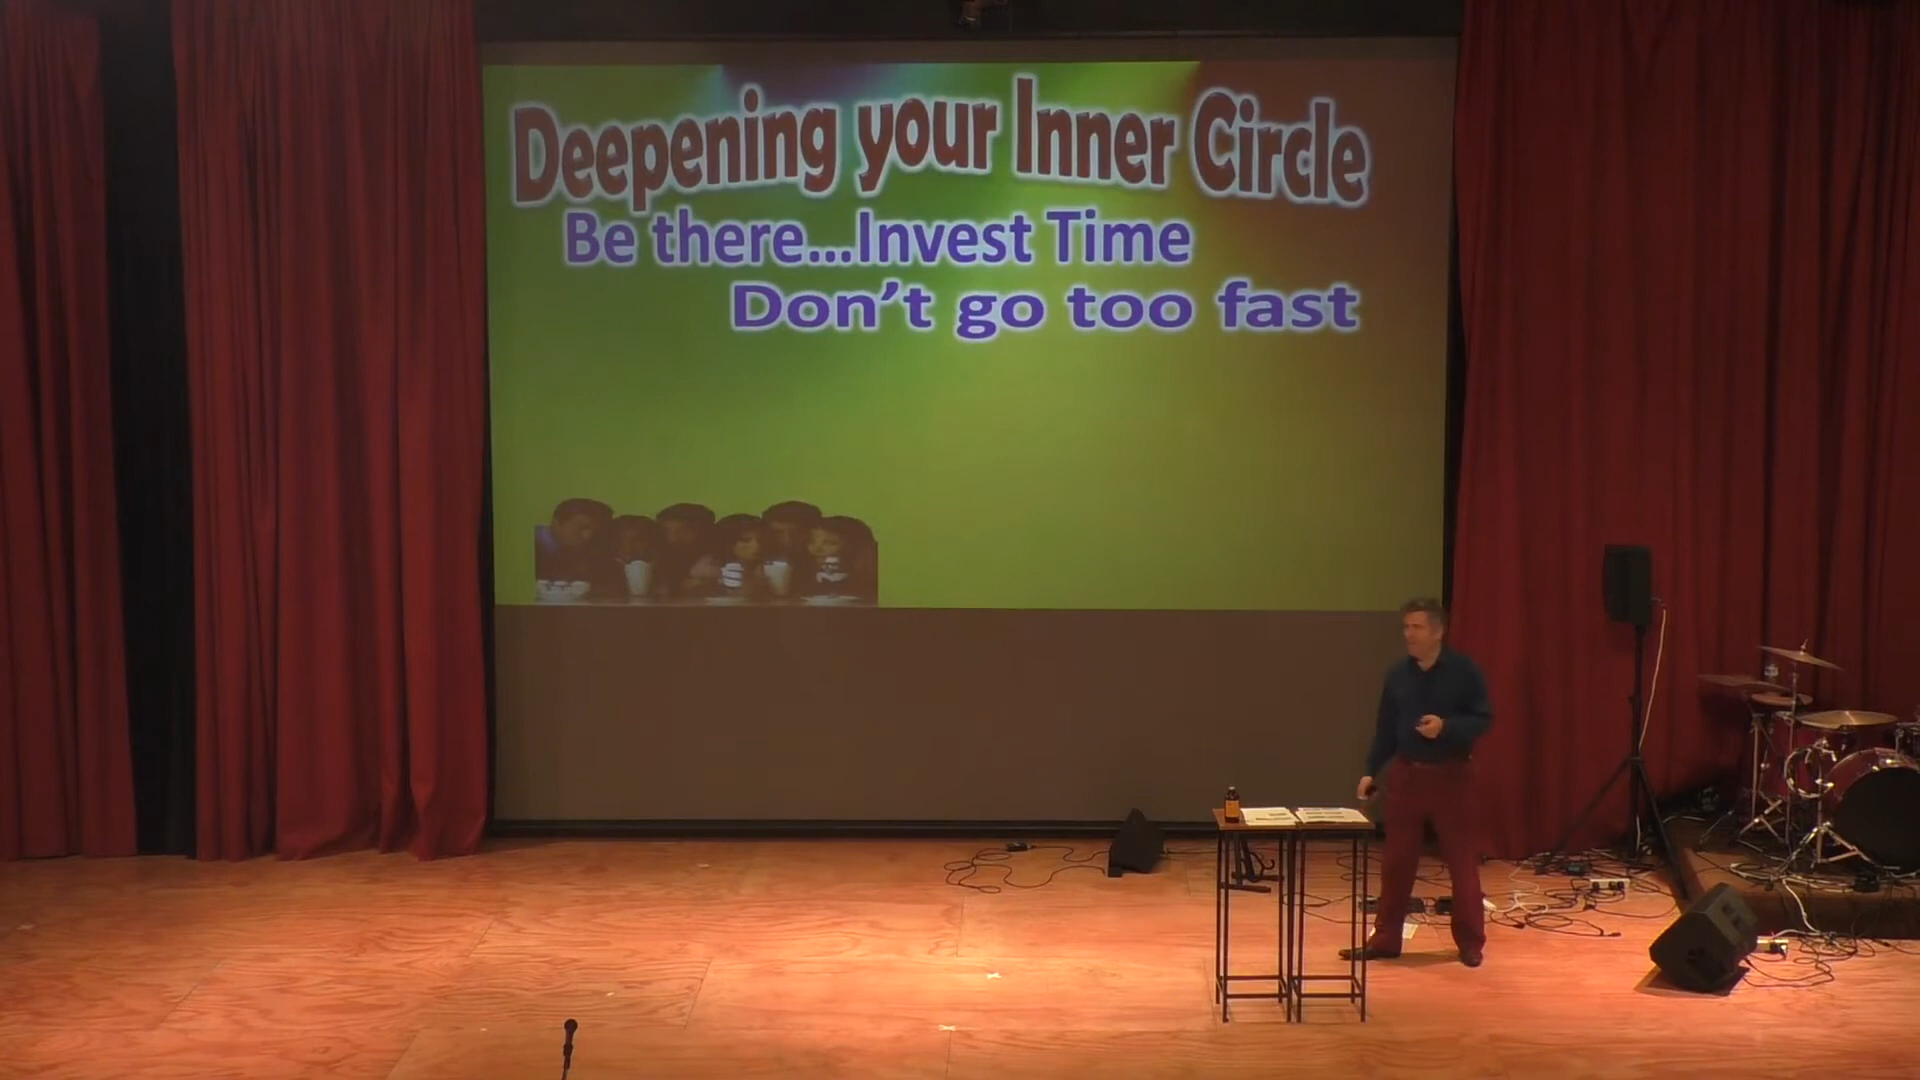 Deepening your Inner Circle
Be there...Invest Time
Don't go too fast